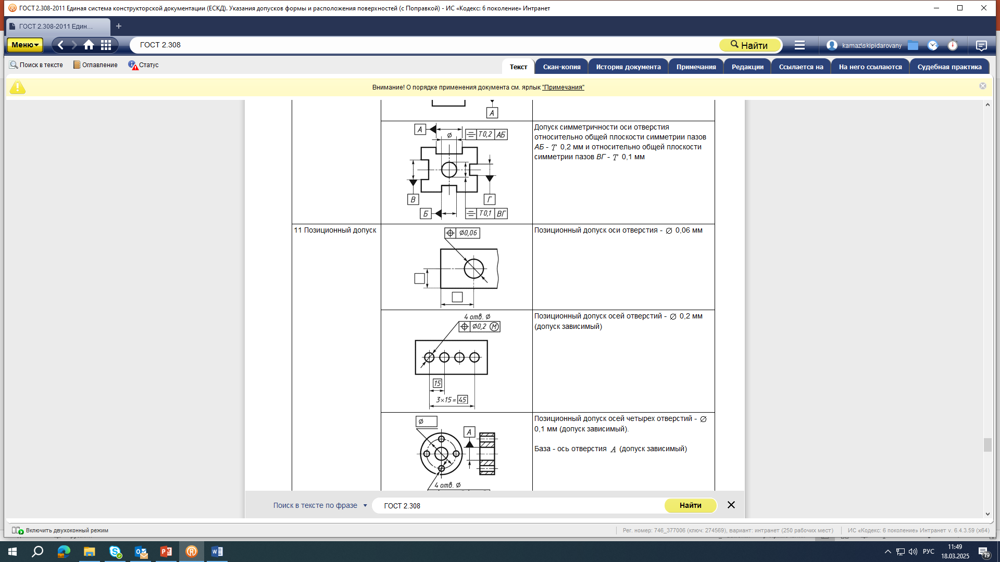 ГОСТ 2.308-2011 Единая система конструкторской документации (ЕСКД). Указания допусков формы и расположения поверхностей (с Поправкой) - ИС «Кодекс: 6 поколение» Интранет
ГОСТ 2.308-2011 Един...
Меню
ГОСТ 2.308
Найти
kamaz\skipidarovany
Поиск в тексте
Оглавление
Статус
Текст
Скан-копия
История документа
Примечания
Редакции
Ссылается на
На него ссылаются
Судебная практика
Внимание! О порядке применения документа см. ярлык "Примечания"
А
А
Ø
Т 0,2 АБ
В
Г
Б
Т 0,1 ВГ
Допуск симметричности оси отверстия
относительно общей плоскости симметрии пазов
АБ - Т 0,2 мм и относительно общей плоскости
симметрии пазов ВГ - Т 0,1 мм
11 Позиционный допуск
Ø0,06
Позиционный допуск оси отверстия - Ø 0,06 мм
4 отв. Ø
Ø0,2 М
15
3×15=45
Позиционный допуск осей отверстий - Ø 0,2 мм
(допуск зависимый)
Ø
А
4 отв. Ø
Позиционный допуск осей четырех отверстий - Ø
0,1 мм (допуск зависимый).
База - ось отверстия А (допуск зависимый)
Поиск в тексте по фразе
ГОСТ 2.308
Найти
Включить двухоконный режим
Рег. номер: 746_377006 (ключ: 274569), вариант: интранет (250 рабочих мест)
ИС «Кодекс: 6 поколение» Интранет v. 6.4.3.59 (x64)
РУС
11:49
18.03.2025
19